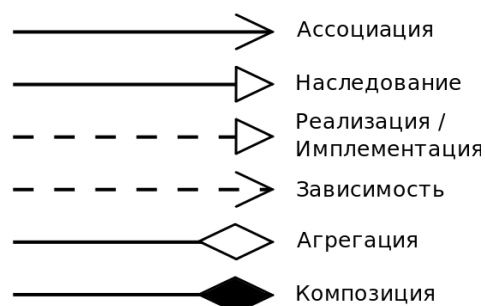 Ассоциация
Наследование
Реализация /
Имплементация
Зависимость
Агрегация
Композиция